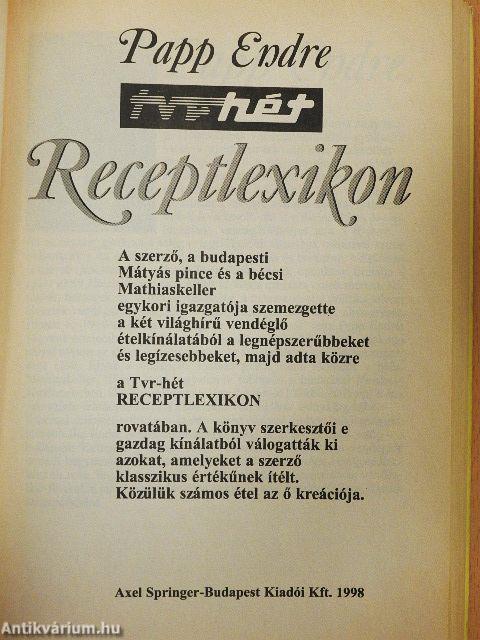 Papp Endre
tvr-hét
Receptlexikon
A szerző, a budapesti
Mátyás pince és a bécsi
Mathiaskeller
egykori igazgatója szemezgette
a két világhírű vendéglő
ételkínálatából a legnépszerűbbeket
és legízesebbeket, majd adta közre
a Tvr-hét
RECEPTLEXIKON
rovatában. A könyv szerkesztői e
gazdag kínálatból válogatták ki
azokat, amelyeket a szerző
klasszikus értékűnek ítélt.
Közülük számos étel az ő kreációja.
Axel Springer-Budapest Kiadói Kft. 1998
Antikvárium.hu